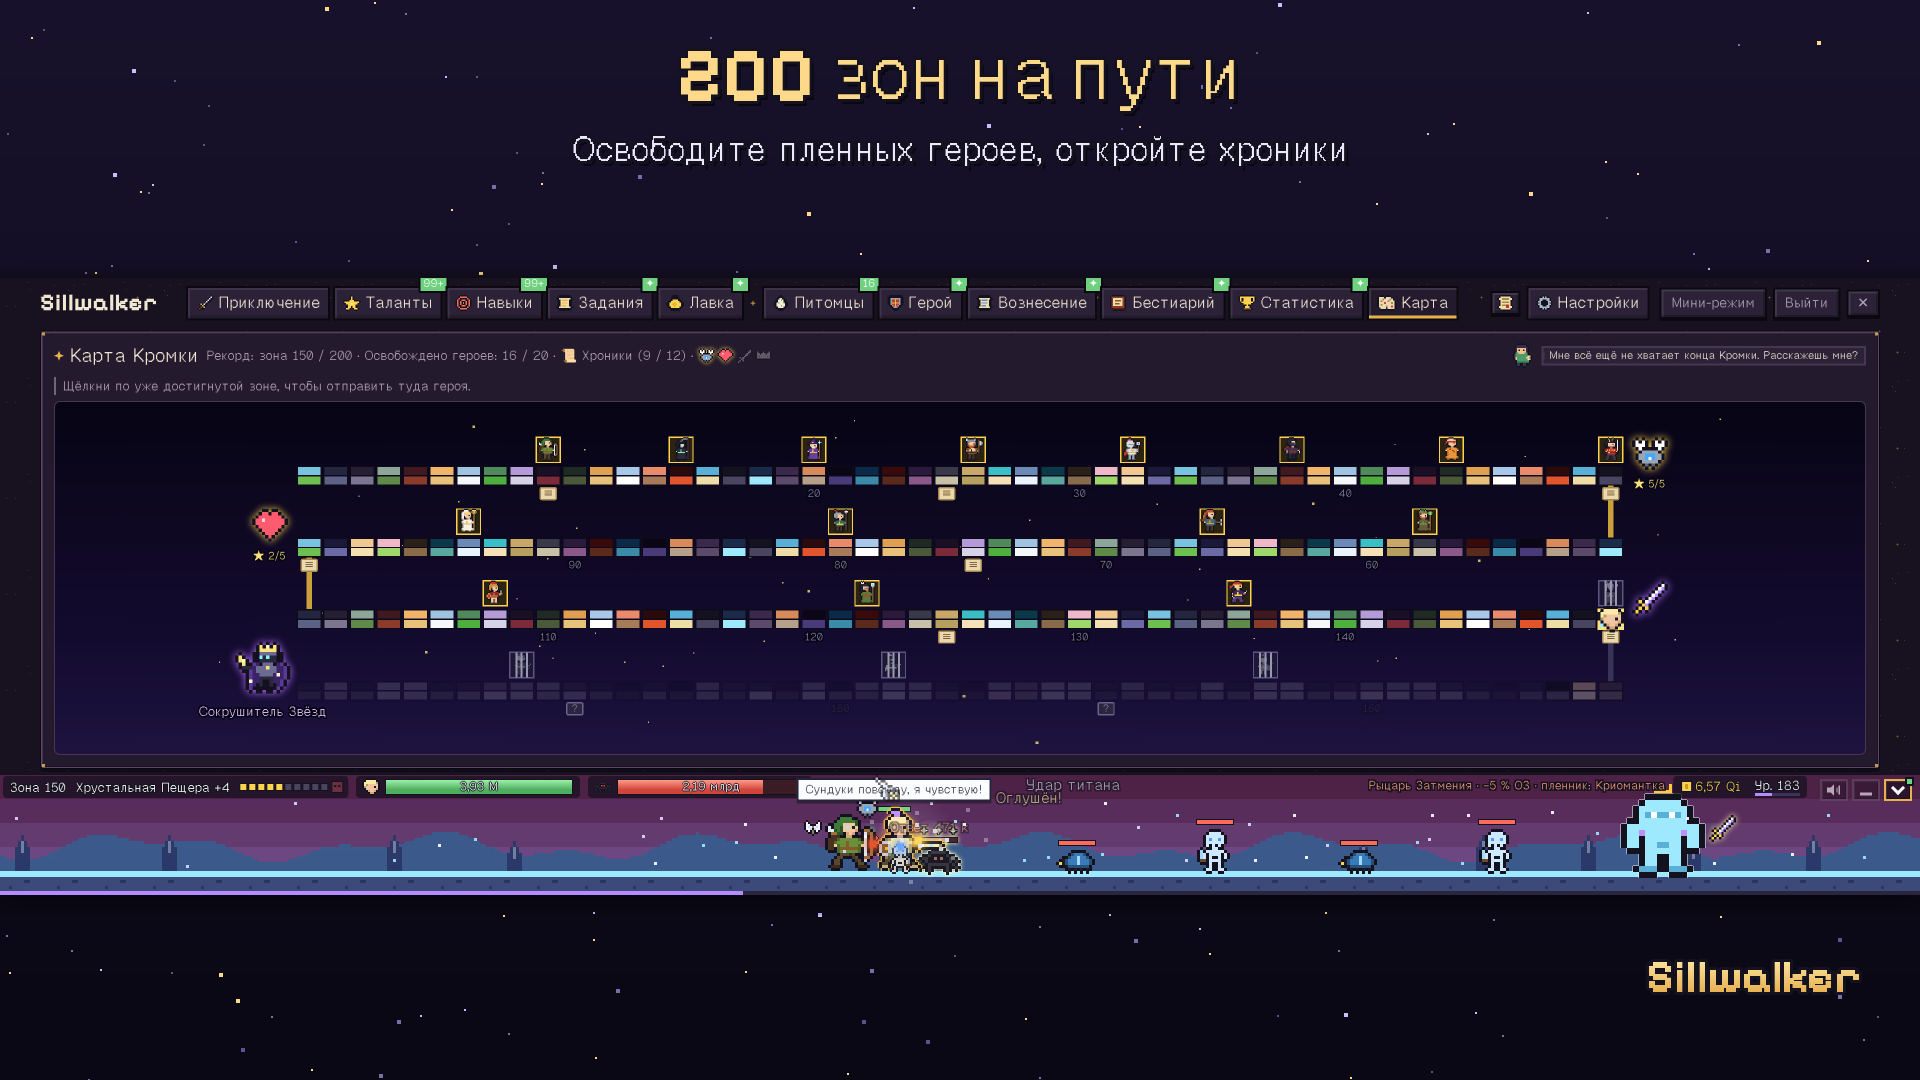 200 зон на пути
Освободите пленных героев, откройте хроники
99+ 99+ 16
Sillwalker Приключение Таланты Навыки Задания Лавка Питомцы Герой Вознесение Бестиарий Статистика Карта Настройки Мини-режим Выйти ×
Карта Кромки Рекорд: зона 150 / 200 · Освобождено героев: 16 / 20 · Хроники (9 / 12) ·
Мне всё ещё не хватает конца Кромки. Расскажешь мне?
Щёлкни по уже достигнутой зоне, чтобы отправить туда героя.
★ 5/5
20 30 40
★ 2/5
90 80 70 60
110 120 130 140
Сокрушитель Звёзд
? ?
Зона 150 Хрустальная Пещера +4 3,98 M 2,19 млрд
Сундуки повсюду, я чувствую!
Удар титана
Оглушён!
Рыцарь Затмения · -5 % ОЗ · пленник: Криомантка
6,57 Qi Ур. 183
Sillwalker